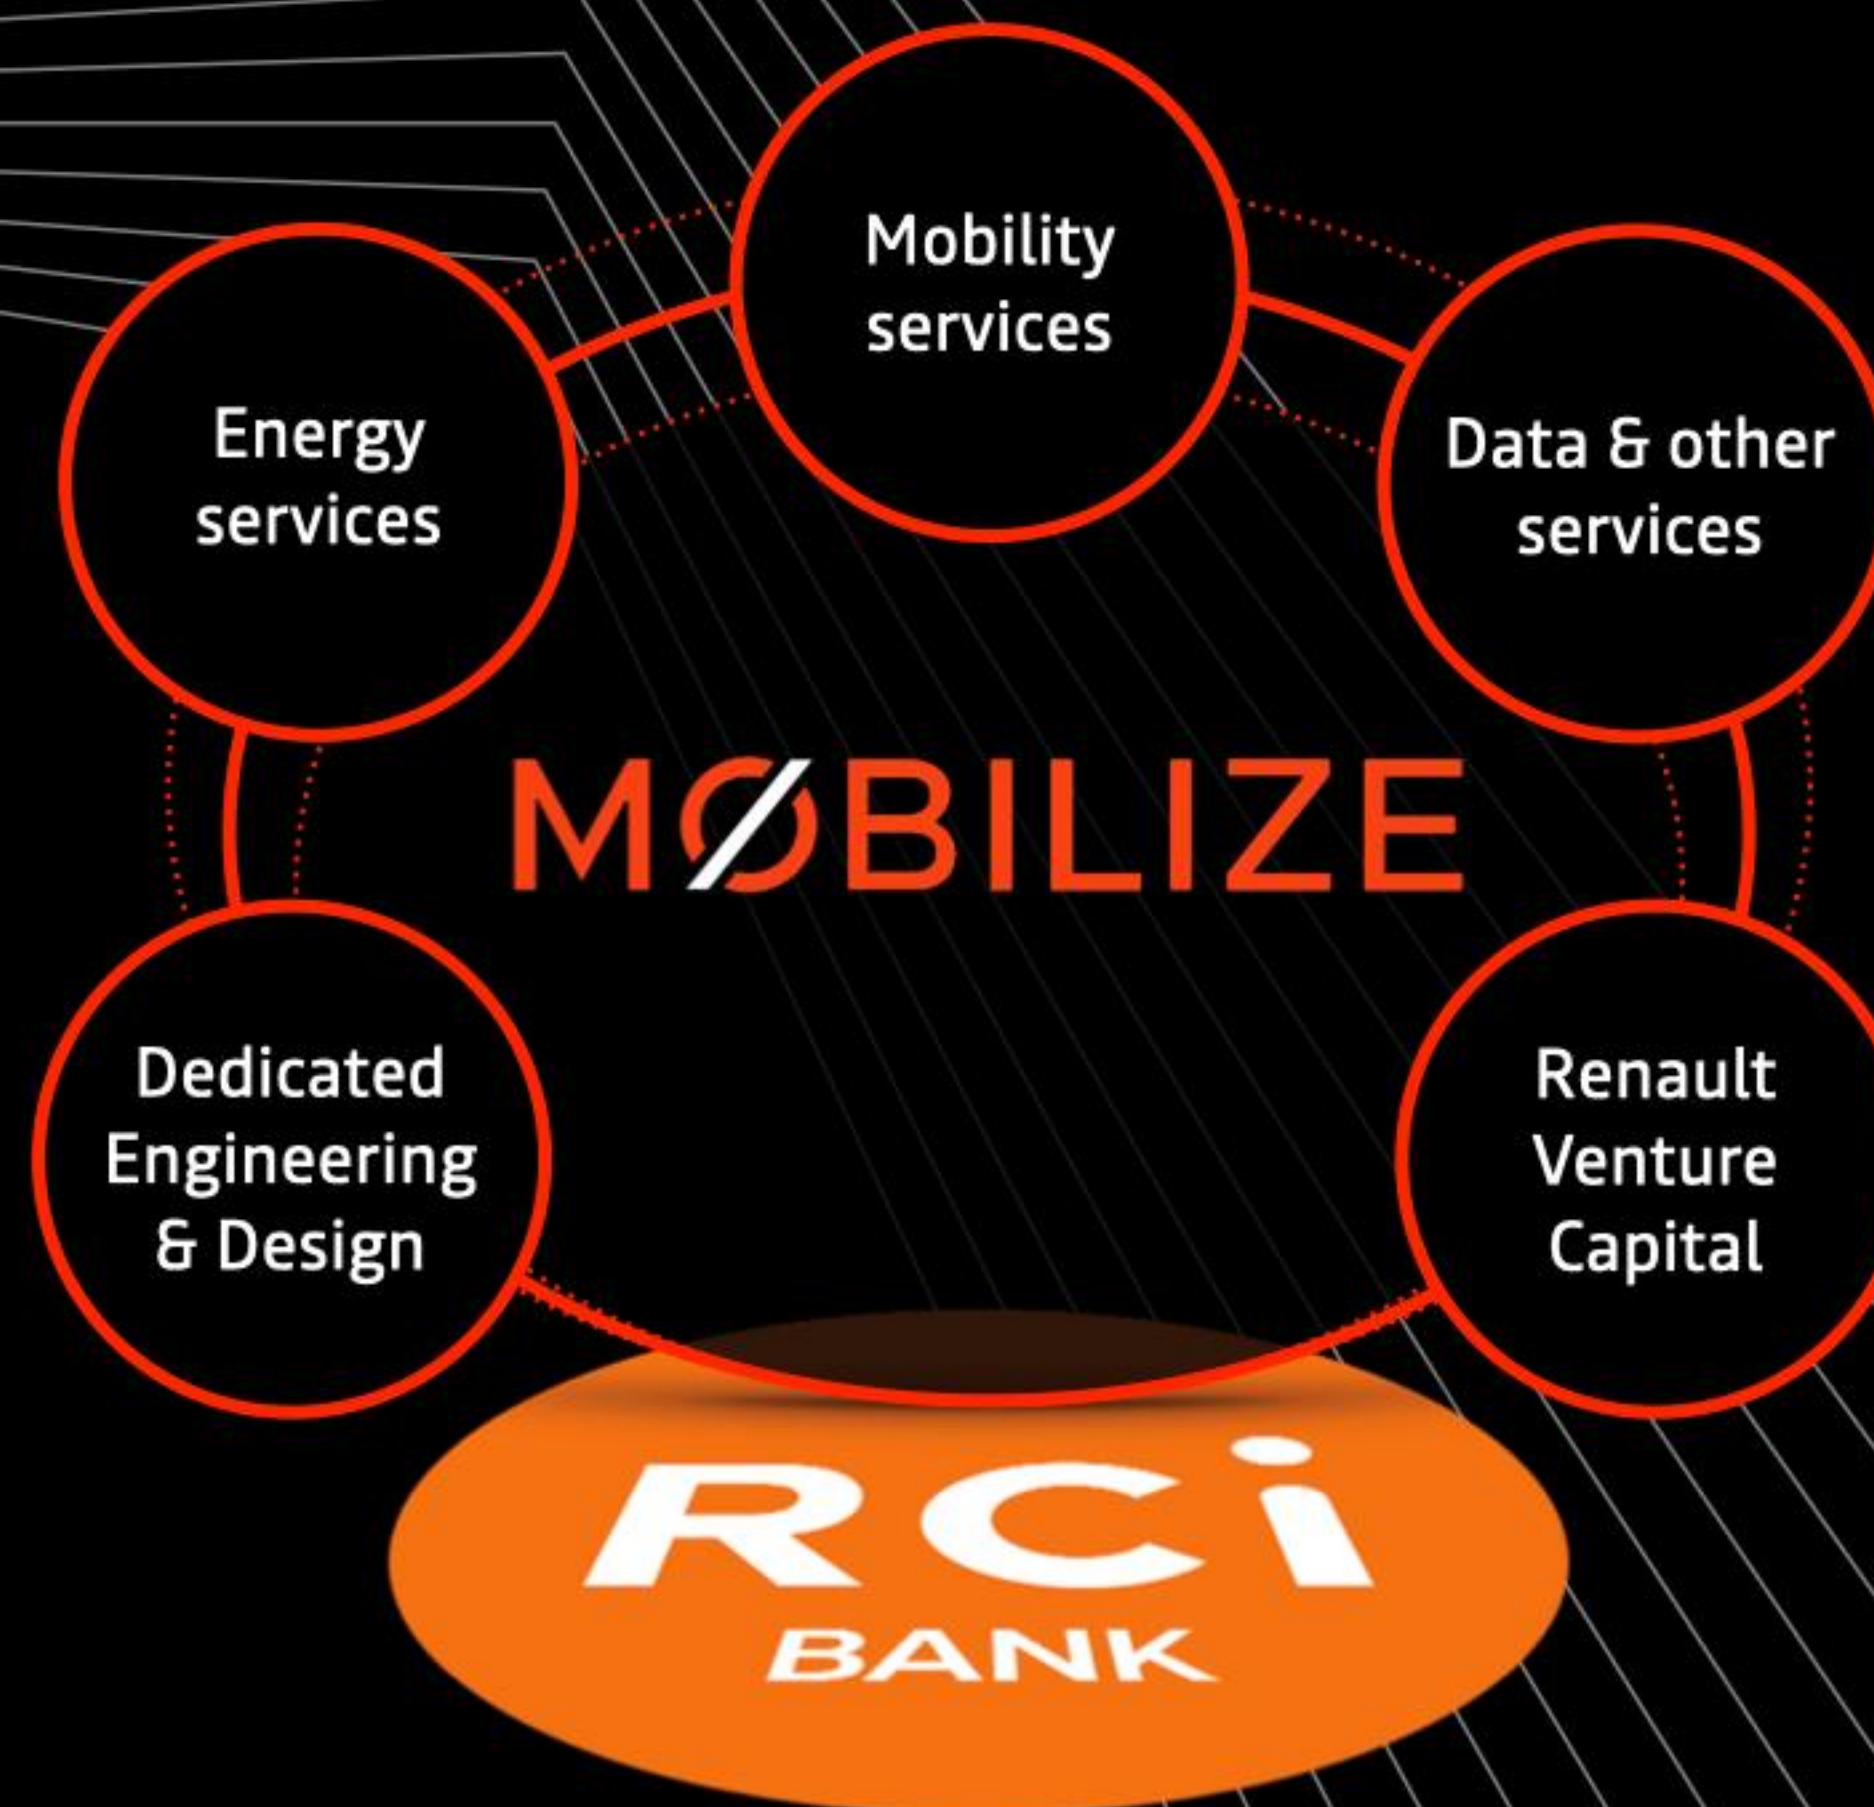 Mobility
services
Energy
services
Data & other
services
MØBILIZE
Dedicated
Engineering
& Design
Renault
Venture
Capital
RCi
BANK